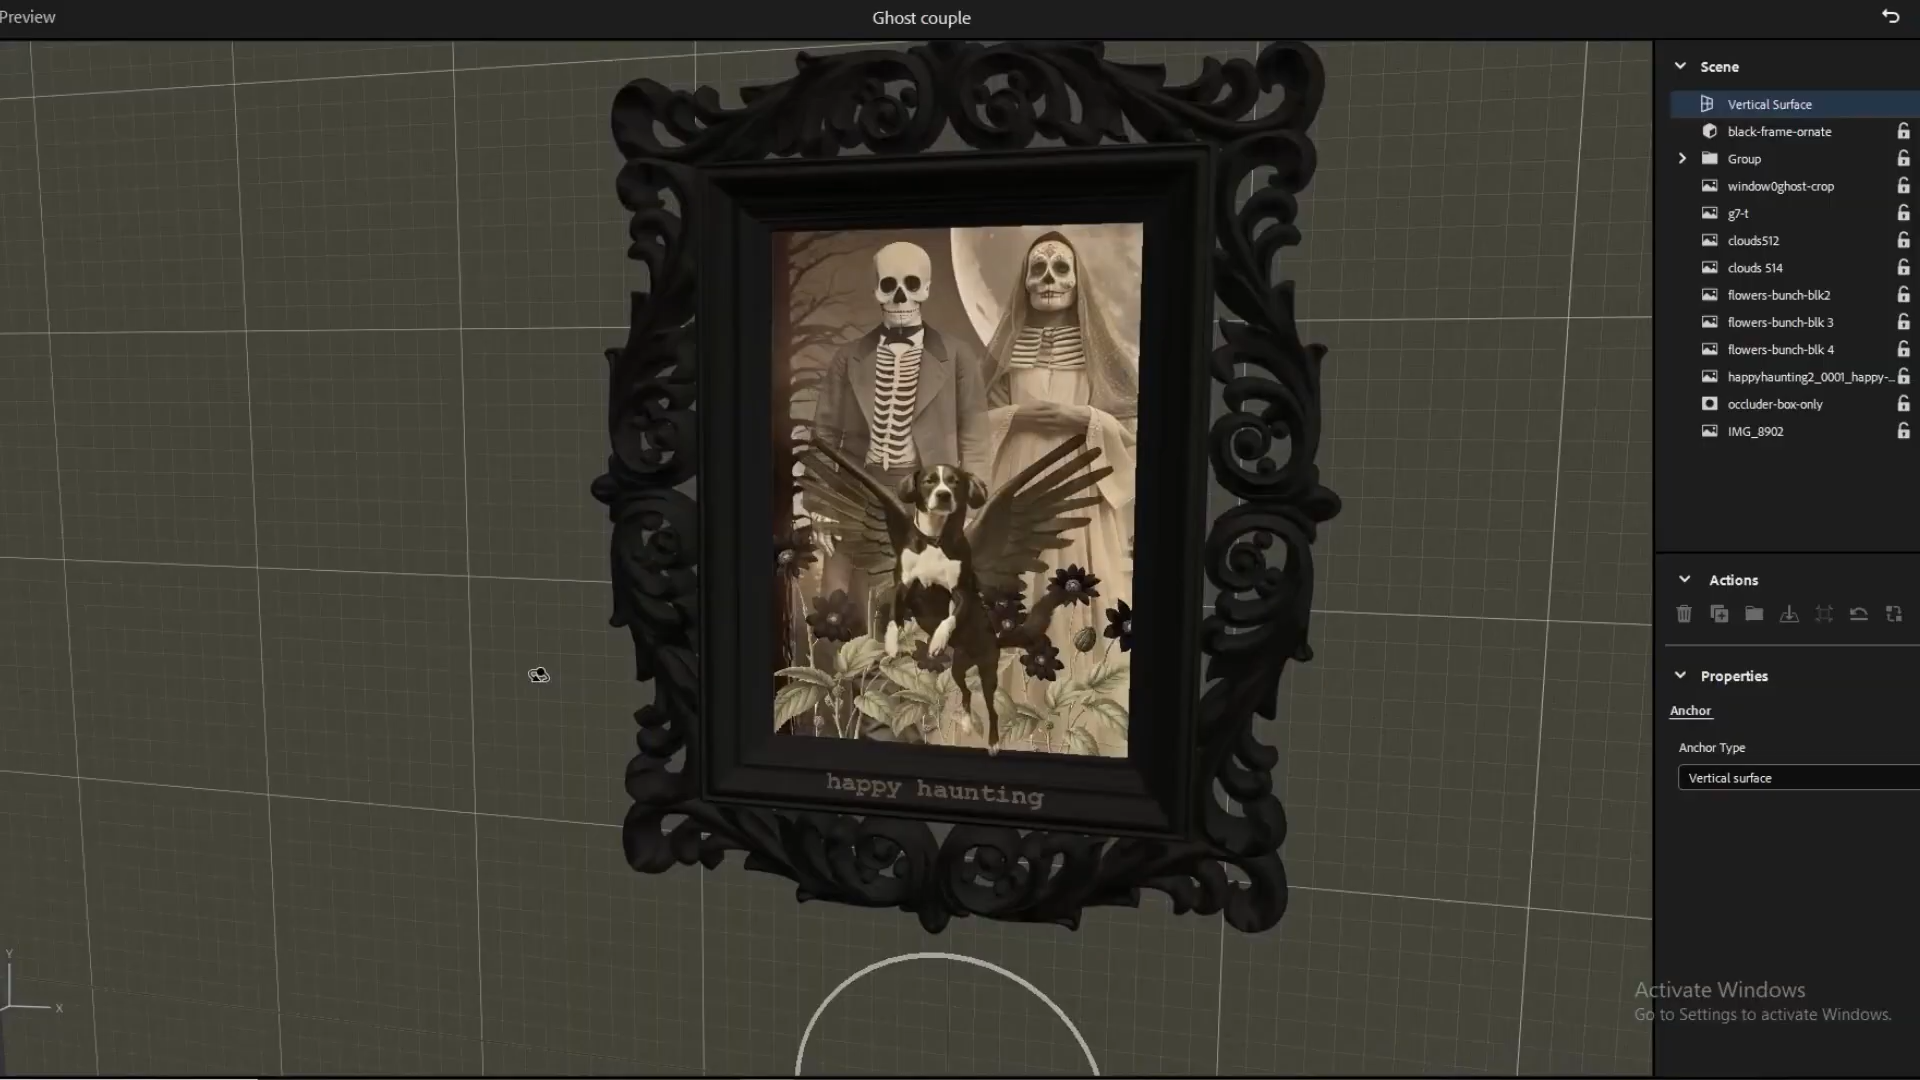 Preview
Ghost couple
Scene
Vertical Surface
black-frame-ornate
Group
window0ghost-crop
g7-t
clouds512
clouds 514
flowers-bunch-blk2
flowers-bunch-blk 3
flowers-bunch-blk 4
happyhaunting2_0001_happy-...
occluder-box-only
IMG_8902
Actions
Properties
Anchor
Anchor Type
Vertical surface
happy haunting
Y
X
Activate Windows
Go to Settings to activate Windows.